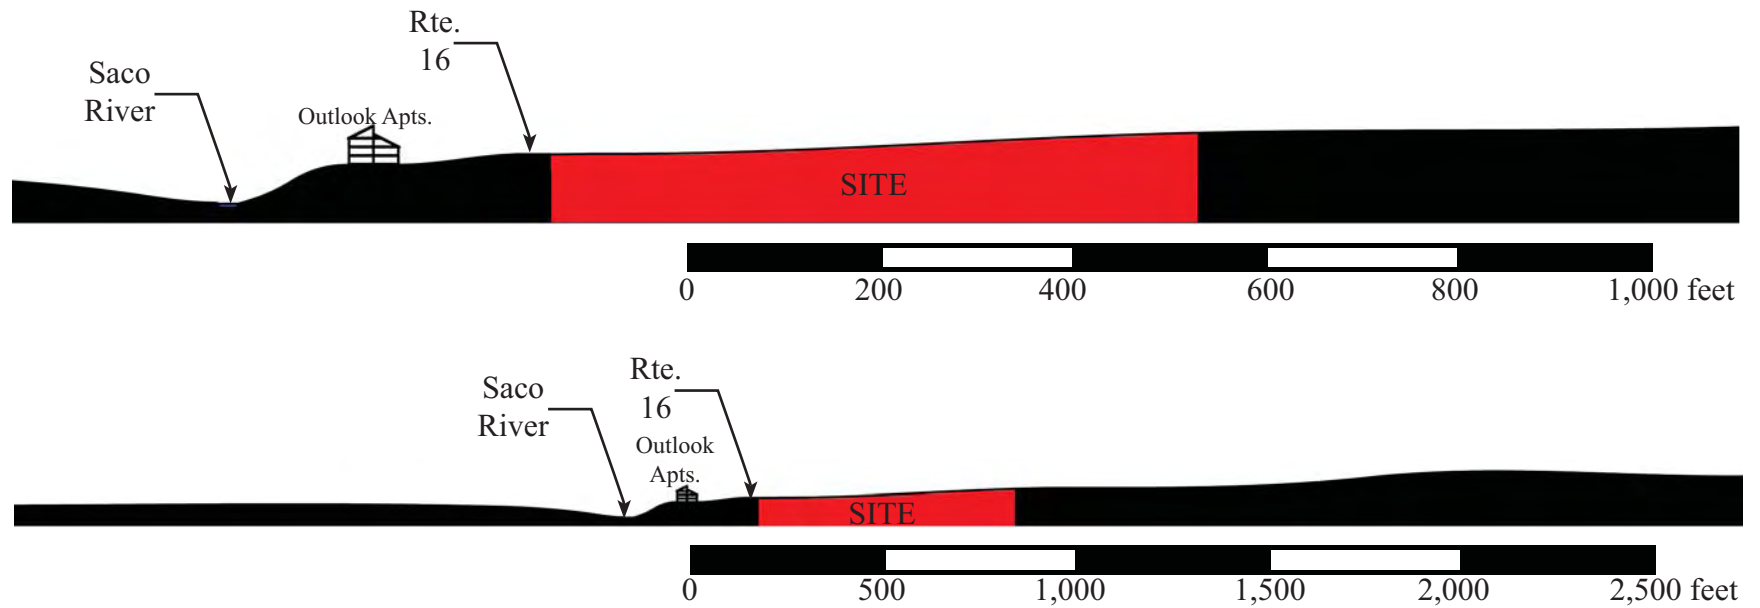 Rte.
16
Saco
River
Outlook Apts.
SITE
0 200 400 600 800 1,000 feet
Rte.
16
Saco
River
Outlook
Apts.
SITE
0 500 1,000 1,500 2,000 2,500 feet